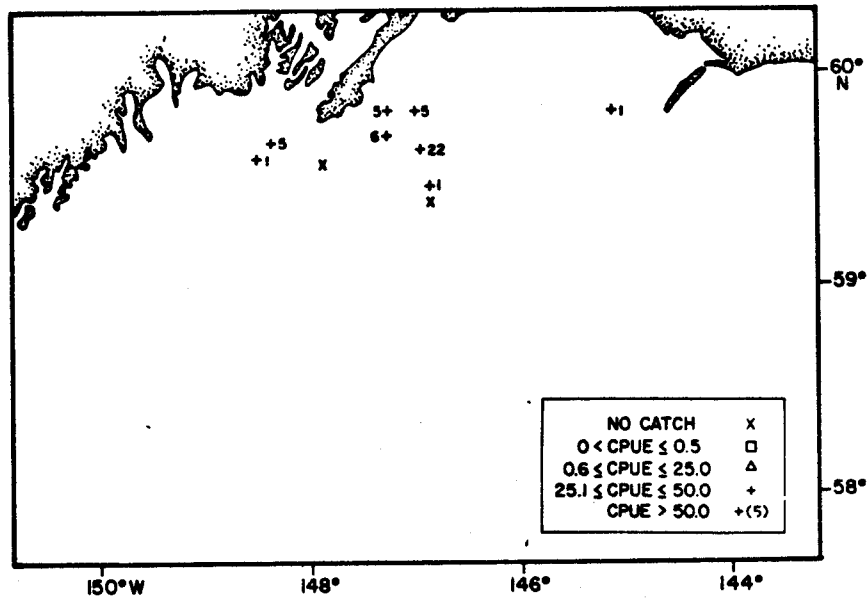 60°
N
5+ +5 +1
6+
+5 +22
+1 x
+1
x
59°
NO CATCH x
0 < CPUE ≤ 0.5 □
0.6 ≤ CPUE ≤ 25.0 △
25.1 ≤ CPUE ≤ 50.0 +
CPUE > 50.0 +(5)
58°
150°W 148° 146° 144°